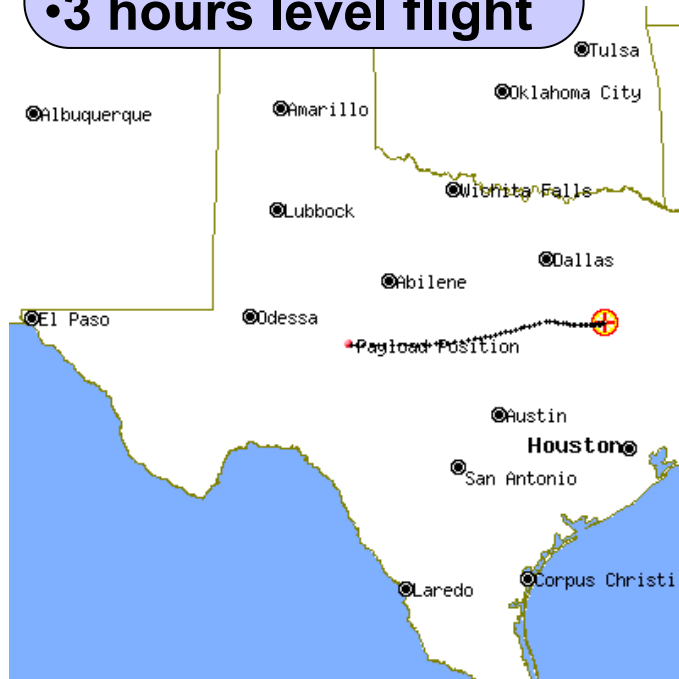 •3 hours level flight
Tulsa
Oklahoma City
Albuquerque
Amarillo
Wichita Falls
Lubbock
Dallas
Abilene
El Paso
Odessa
Payload Position
Austin
Houston
San Antonio
Corpus Christi
Laredo